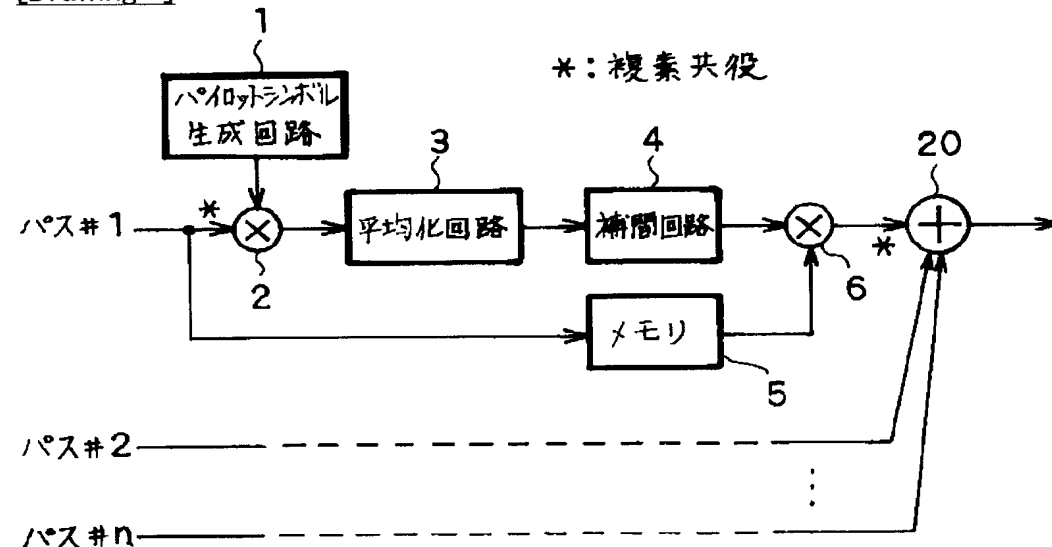 1
*:複素共役
パイロットシンボル
生成回路
3
4
20
パス#1
*
平均化回路
補間回路
*
2
6
メモリ
5
パス#2
パス#n